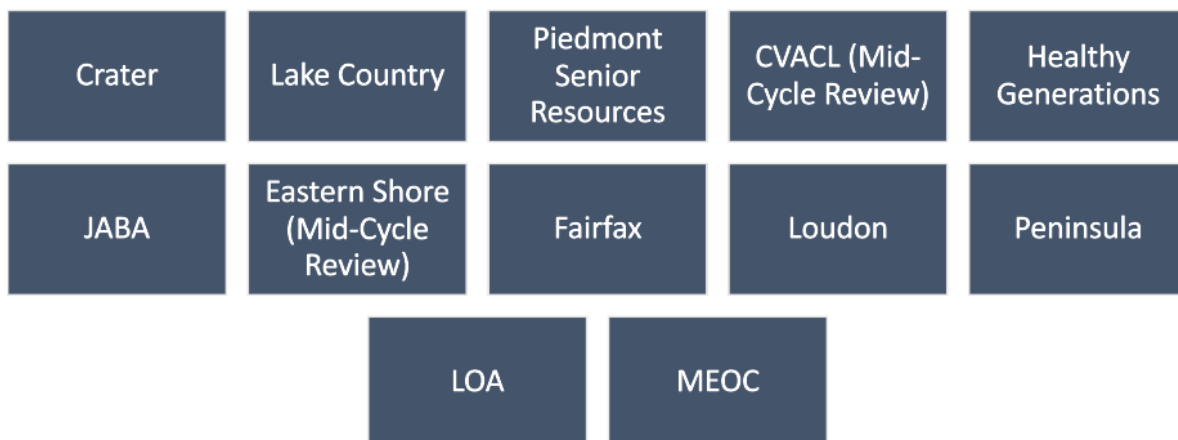 Crater
Lake Country
Piedmont
Senior
Resources
CVACL (Mid-
Cycle Review)
Healthy
Generations
JABA
Eastern Shore
(Mid-Cycle
Review)
Fairfax
Loudon
Peninsula
LOA
MEOC